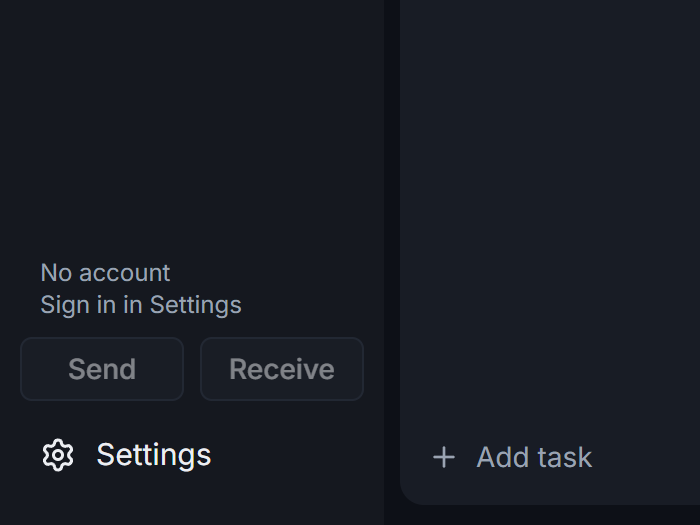 No account
Sign in in Settings
Send
Receive
Settings
Add task